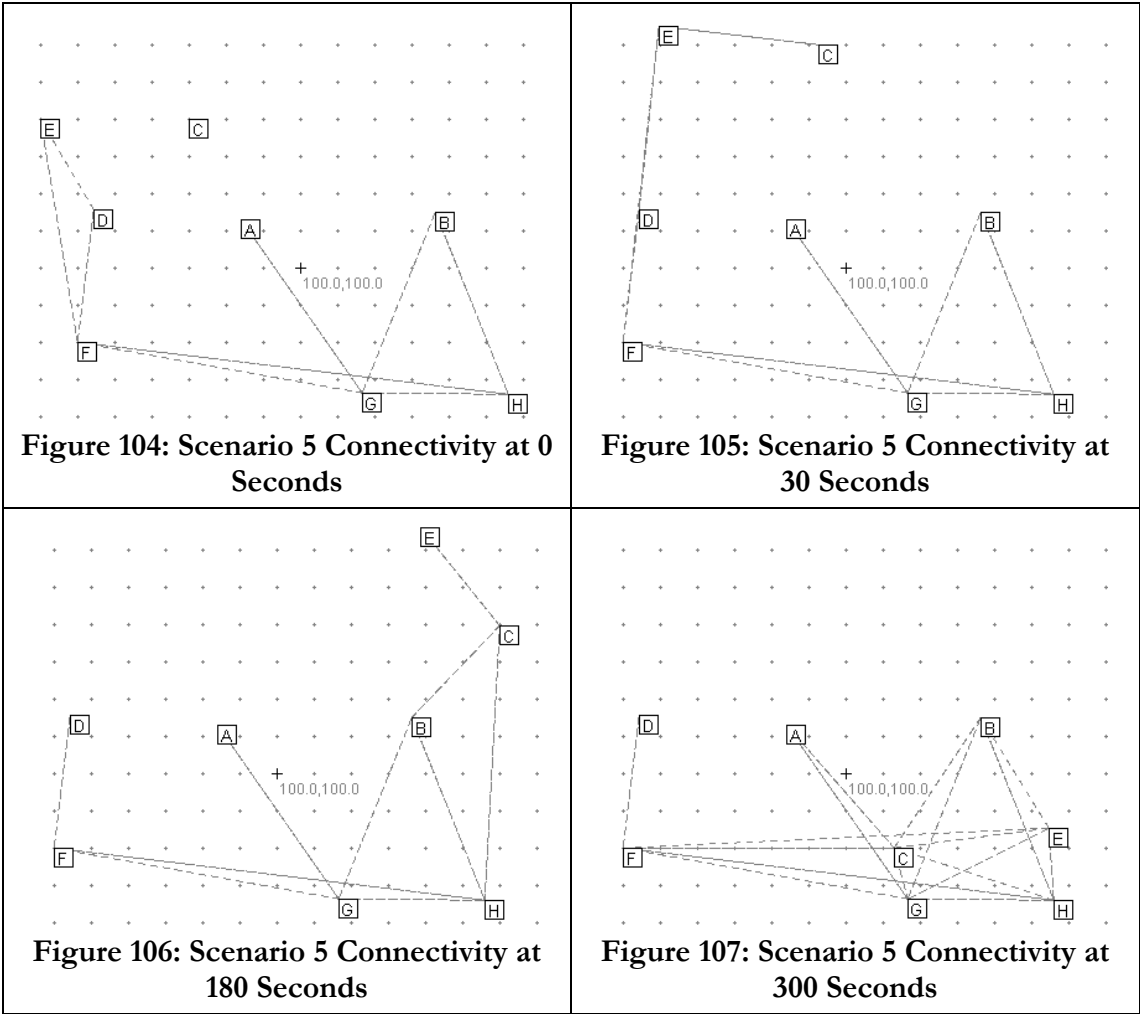 E
C
D
A
B
100.0,100.0
F
G
H
Figure 104: Scenario 5 Connectivity at 0
Seconds
E
C
D
A
B
100.0,100.0
F
G
H
Figure 105: Scenario 5 Connectivity at
30 Seconds
E
C
D
A
B
100.0,100.0
F
G
H
Figure 106: Scenario 5 Connectivity at
180 Seconds
D
A
B
100.0,100.0
E
F
C
G
H
Figure 107: Scenario 5 Connectivity at
300 Seconds